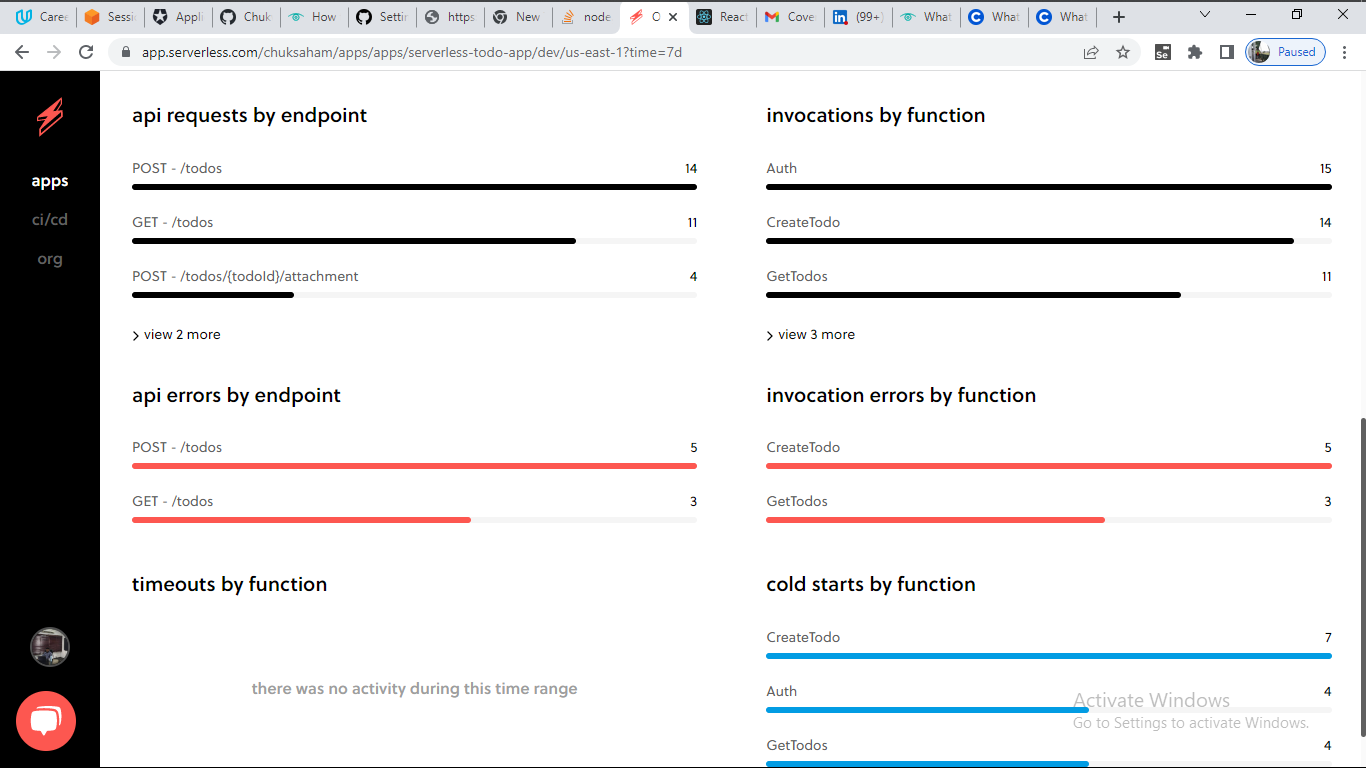 Caree
Sessi
Appli
Chuk
How
Settin
https
New
node
O
React
Cove
(99+)
What
What
What
app.serverless.com/chuksaham/apps/apps/serverless-todo-app/dev/us-east-1?time=7d
Se
Paused
apps
ci/cd
org
api requests by endpoint
POST - /todos 14
GET - /todos 11
POST - /todos/{todoId}/attachment 4
view 2 more
invocations by function
Auth 15
CreateTodo 14
GetTodos 11
view 3 more
api errors by endpoint
POST - /todos 5
GET - /todos 3
invocation errors by function
CreateTodo 5
GetTodos 3
timeouts by function
there was no activity during this time range
cold starts by function
CreateTodo 7
Auth 4
GetTodos 4
Activate Windows
Go to Settings to activate Windows.